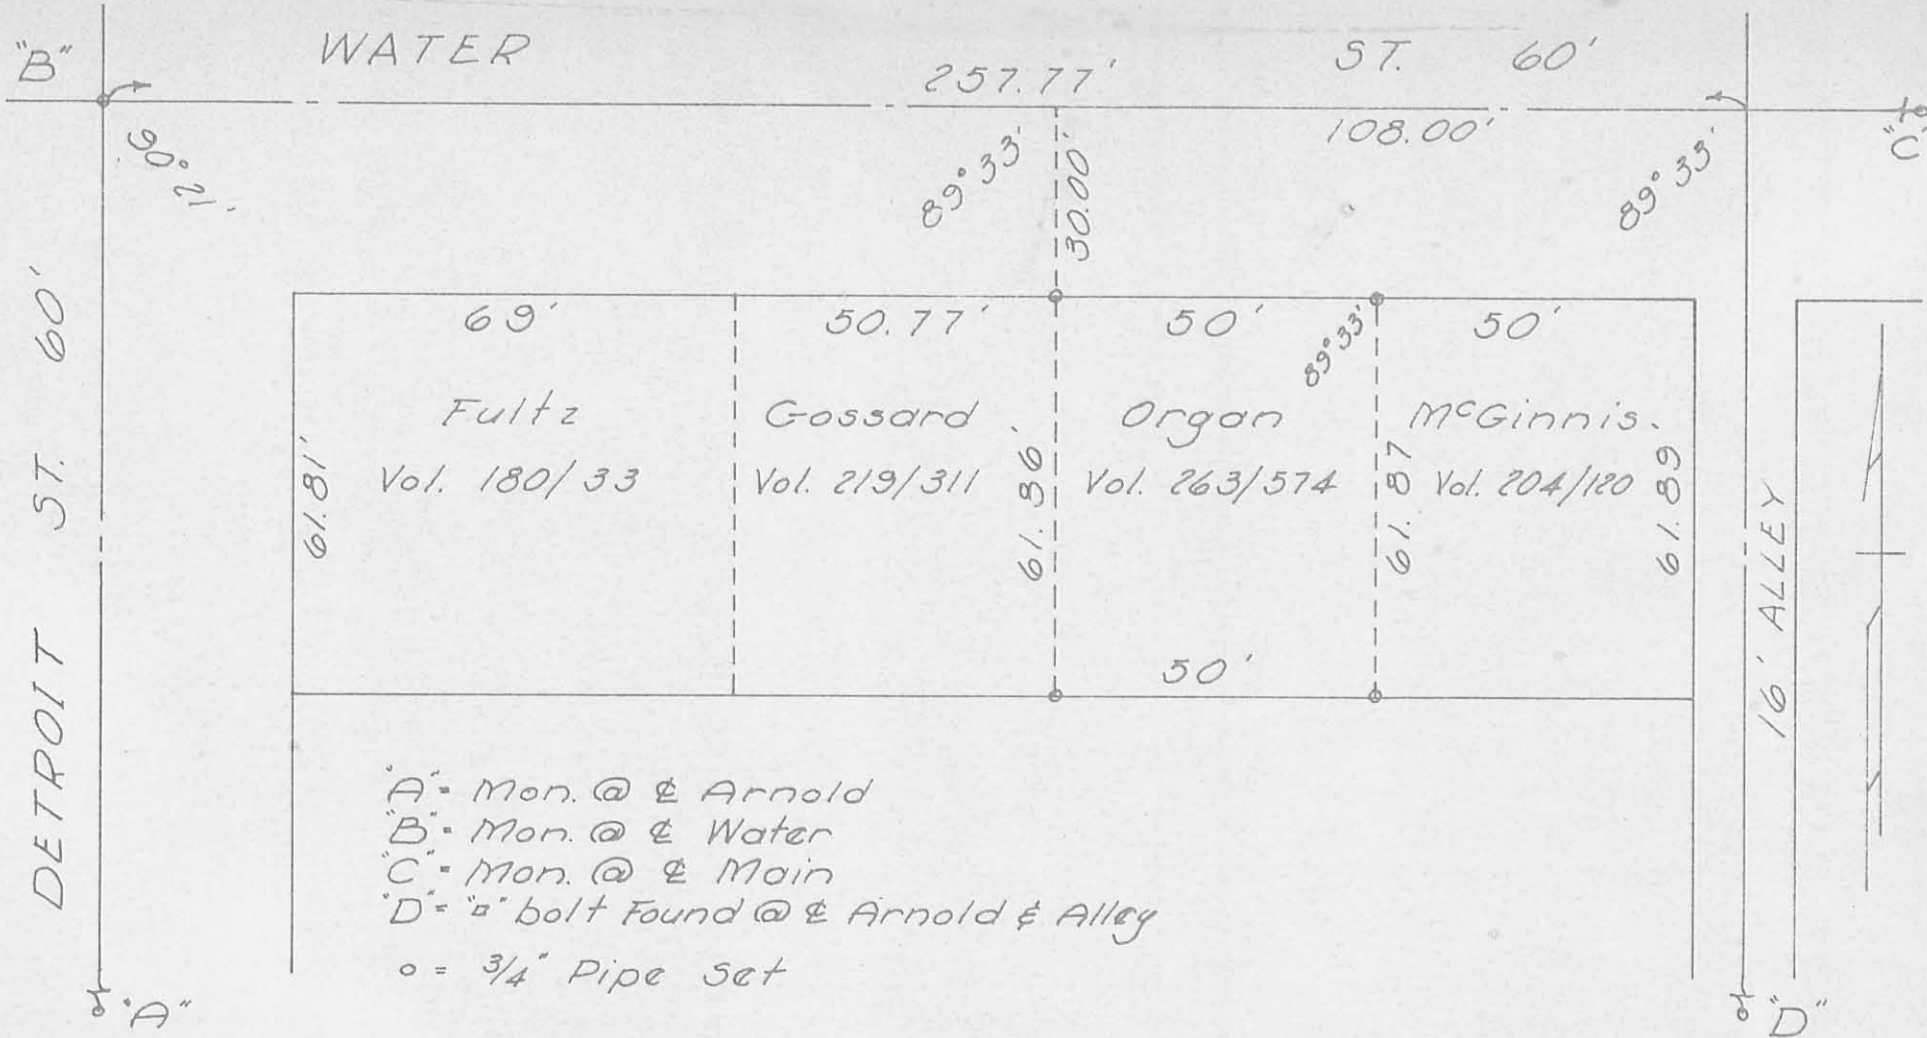 "B"
WATER ST. 60'
257.77'
108.00'
"C"
90° 21'
89° 33'
30.00'
89° 33'
DETROIT ST. 60'
69'
50.77'
50'
89° 33'
50'
Fultz
Vol. 180/33
Gossard
Vol. 219/311
Organ
Vol. 263/574
McGinnis.
Vol. 204/120
61.81'
61.86'
61.87
61.89
50'
16' ALLEY
"A" = Mon. @ ₵ Arnold
"B" = Mon. @ ₵ Water
"C" = Mon. @ ₵ Main
"D" = "□" bolt Found @ ₵ Arnold & Alley
o = 3/4" Pipe Set
"A"
"D"